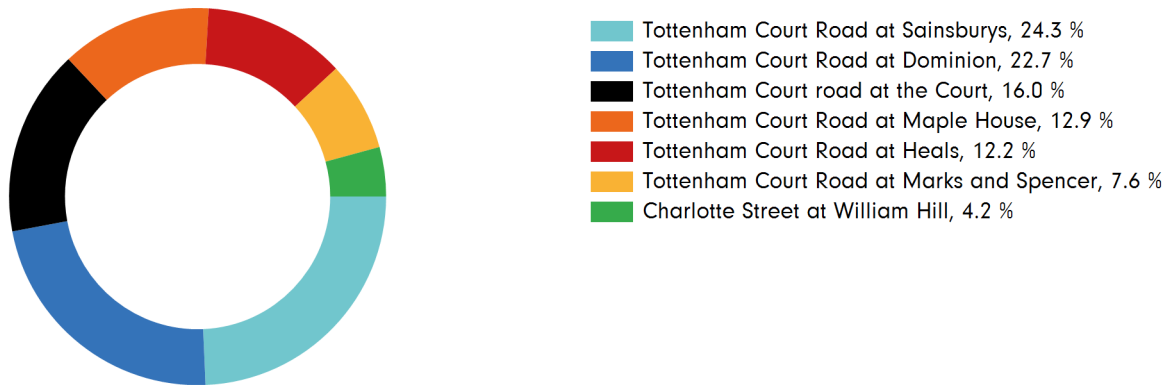 Tottenham Court Road at Sainsburys, 24.3 %
Tottenham Court Road at Dominion, 22.7 %
Tottenham Court road at the Court, 16.0 %
Tottenham Court Road at Maple House, 12.9 %
Tottenham Court Road at Heals, 12.2 %
Tottenham Court Road at Marks and Spencer, 7.6 %
Charlotte Street at William Hill, 4.2 %